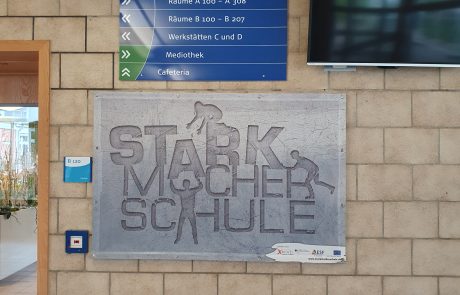 Räume A 100 – A 308
Räume B 100 – B 207
Werkstätten C und D
Mediothek
Cafeteria
STARK
MACHER
SCHULE
B 120